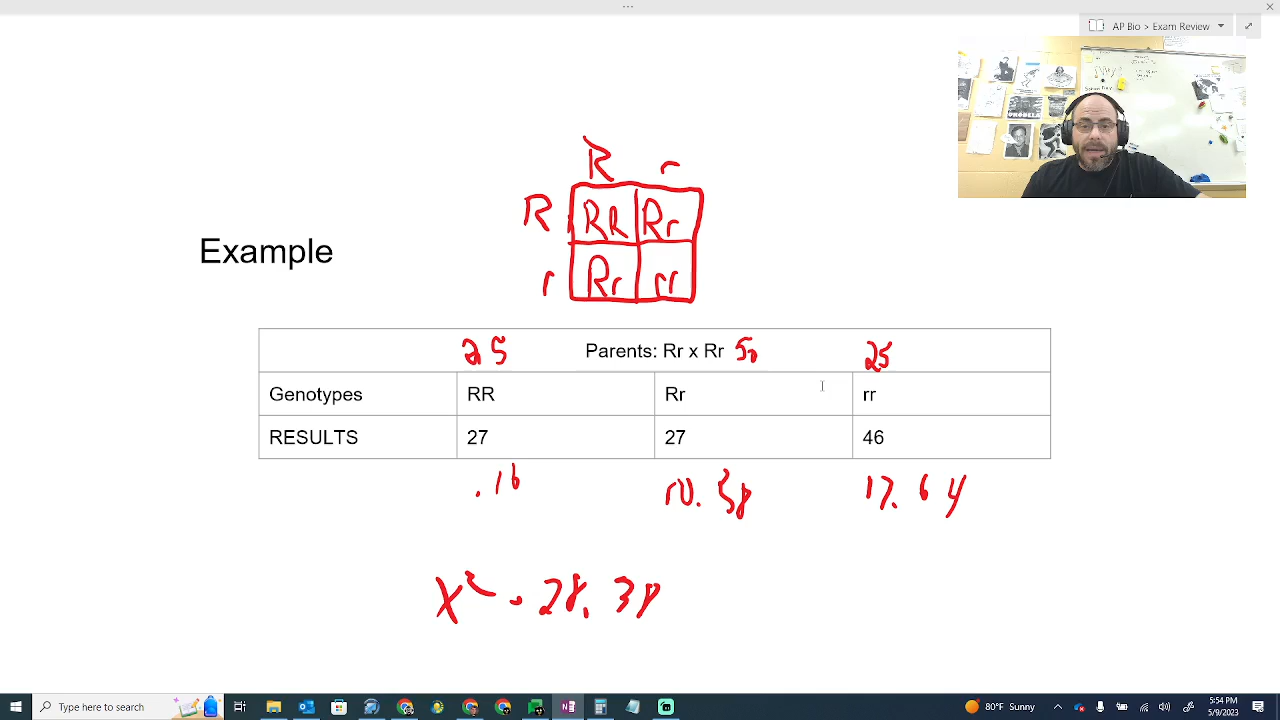 AP Bio > Exam Review
R r
R RR Rr
Example
r Rr rr
25 Parents: Rr x Rr 50 25
Genotypes RR Rr rr
RESULTS 27 27 46
.16 10.58 17.64
x² = 28.38
Type here to search
80°F Sunny
5:54 PM
5/9/2023